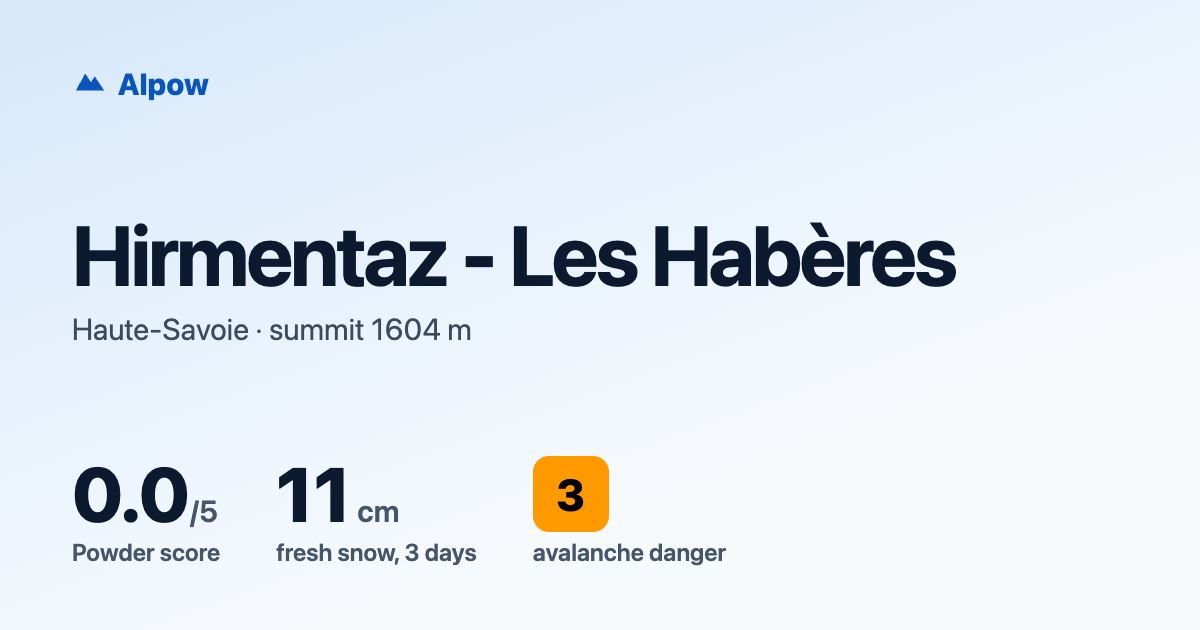 Alpow
Hirmentaz - Les Habères
Haute-Savoie · summit 1604 m
0.0/5
Powder score
11 cm
fresh snow, 3 days
3
avalanche danger